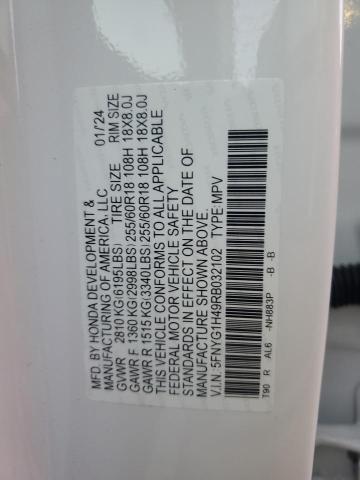 MFD. BY HONDA DEVELOPMENT & 01/'24
MANUFACTURING OF AMERICA, LLC
TIRE SIZE RIM SIZE
GVWR 2810 KG(6195LBS)
GAWR F 1360 KG(2998LBS) 255/60R18 108H 18X8.0J
GAWR R 1515 KG(3340LBS) 255/60R18 108H 18X8.0J
THIS VEHICLE CONFORMS TO ALL APPLICABLE
FEDERAL MOTOR VEHICLE SAFETY
STANDARDS IN EFFECT ON THE DATE OF
MANUFACTURE SHOWN ABOVE.
V.I.N: 5FNYG1H49RB032102 TYPE:MPV
T90 R AL6 -NH883P -B -B